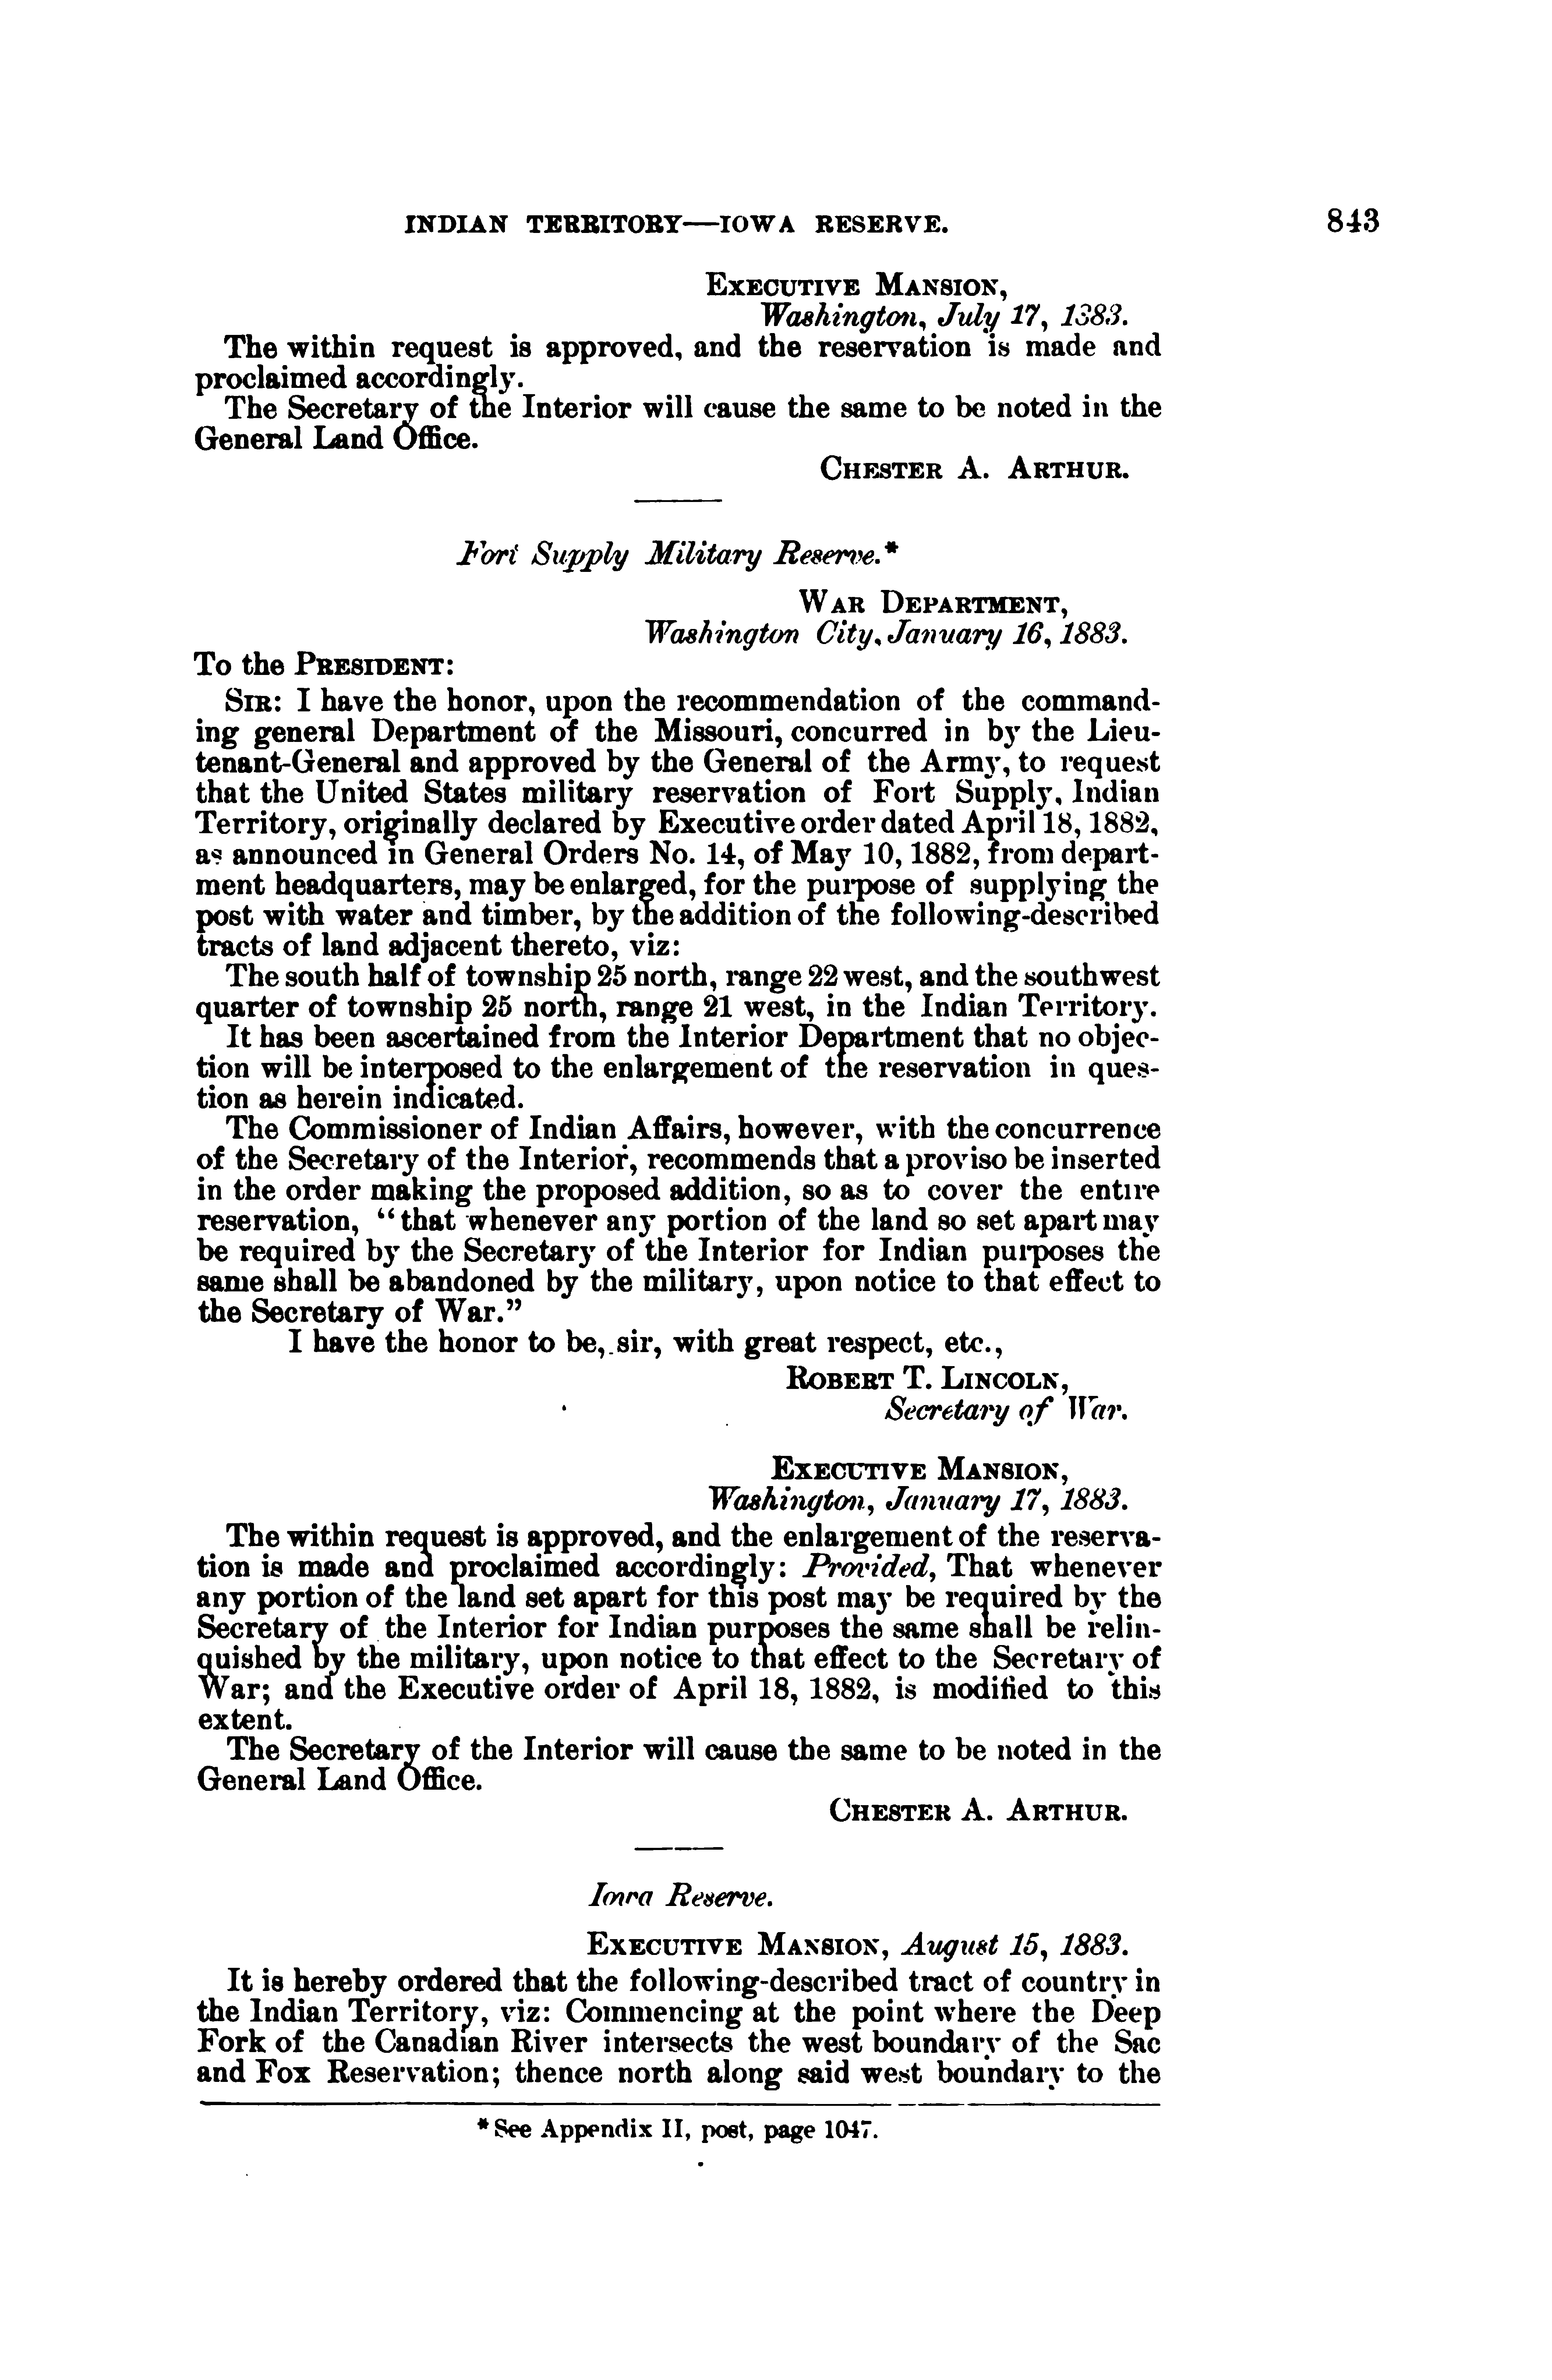 INDIAN TERRITORY—IOWA RESERVE. 843
EXECUTIVE MANSION,
Washington, July 17, 1883.
The within request is approved, and the reservation is made and
proclaimed accordingly.
The Secretary of the Interior will cause the same to be noted in the
General Land Office.
CHESTER A. ARTHUR.
Fort Supply Military Reserve.*
WAR DEPARTMENT,
Washington City, January 16, 1883.
To the PRESIDENT:
SIR: I have the honor, upon the recommendation of the command-
ing general Department of the Missouri, concurred in by the Lieu-
tenant-General and approved by the General of the Army, to request
that the United States military reservation of Fort Supply, Indian
Territory, originally declared by Executive order dated April 18, 1882,
as announced in General Orders No. 14, of May 10, 1882, from depart-
ment headquarters, may be enlarged, for the purpose of supplying the
post with water and timber, by the addition of the following-described
tracts of land adjacent thereto, viz:
The south half of township 25 north, range 22 west, and the southwest
quarter of township 25 north, range 21 west, in the Indian Territory.
It has been ascertained from the Interior Department that no objec-
tion will be interposed to the enlargement of the reservation in ques-
tion as herein indicated.
The Commissioner of Indian Affairs, however, with the concurrence
of the Secretary of the Interior, recommends that a proviso be inserted
in the order making the proposed addition, so as to cover the entire
reservation, "that whenever any portion of the land so set apart may
be required by the Secretary of the Interior for Indian purposes the
same shall be abandoned by the military, upon notice to that effect to
the Secretary of War."
I have the honor to be, sir, with great respect, etc.,
ROBERT T. LINCOLN,
Secretary of War.
EXECUTIVE MANSION,
Washington, January 17, 1883.
The within request is approved, and the enlargement of the reserva-
tion is made and proclaimed accordingly: Provided, That whenever
any portion of the land set apart for this post may be required by the
Secretary of the Interior for Indian purposes the same shall be relin-
quished by the military, upon notice to that effect to the Secretary of
War; and the Executive order of April 18, 1882, is modified to this
extent.
The Secretary of the Interior will cause the same to be noted in the
General Land Office.
CHESTER A. ARTHUR.
Iowa Reserve.
EXECUTIVE MANSION, August 15, 1883.
It is hereby ordered that the following-described tract of country in
the Indian Territory, viz: Commencing at the point where the Deep
Fork of the Canadian River intersects the west boundary of the Sac
and Fox Reservation; thence north along said west boundary to the
*See Appendix II, post, page 1047.